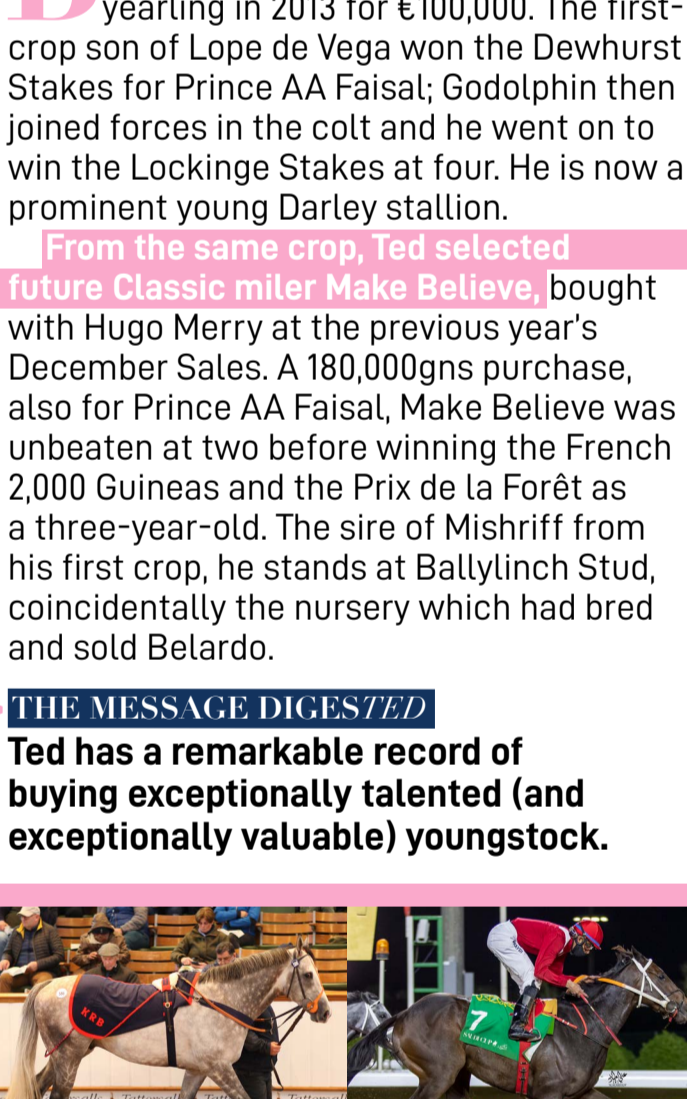 yearling in 2013 for €100,000. The first-
crop son of Lope de Vega won the Dewhurst
Stakes for Prince AA Faisal; Godolphin then
joined forces in the colt and he went on to
win the Lockinge Stakes at four. He is now a
prominent young Darley stallion.
From the same crop, Ted selected
future Classic miler Make Believe, bought
with Hugo Merry at the previous year's
December Sales. A 180,000gns purchase,
also for Prince AA Faisal, Make Believe was
unbeaten at two before winning the French
2,000 Guineas and the Prix de la Forêt as
a three-year-old. The sire of Mishriff from
his first crop, he stands at Ballylinch Stud,
coincidentally the nursery which had bred
and sold Belardo.
THE MESSAGE DIGESTED
Ted has a remarkable record of
buying exceptionally talented (and
exceptionally valuable) youngstock.
KRB
7